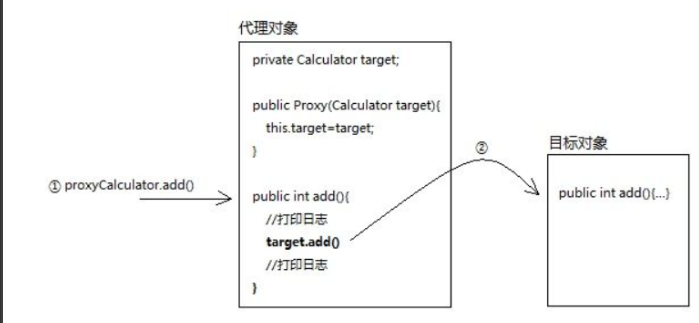 代理对象
private Calculator target;
public Proxy(Calculator target){
this.target=target;
}
public int add(){
//打印日志
target.add()
//打印日志
}
① proxyCalculator.add()
②
目标对象
public int add(){...}